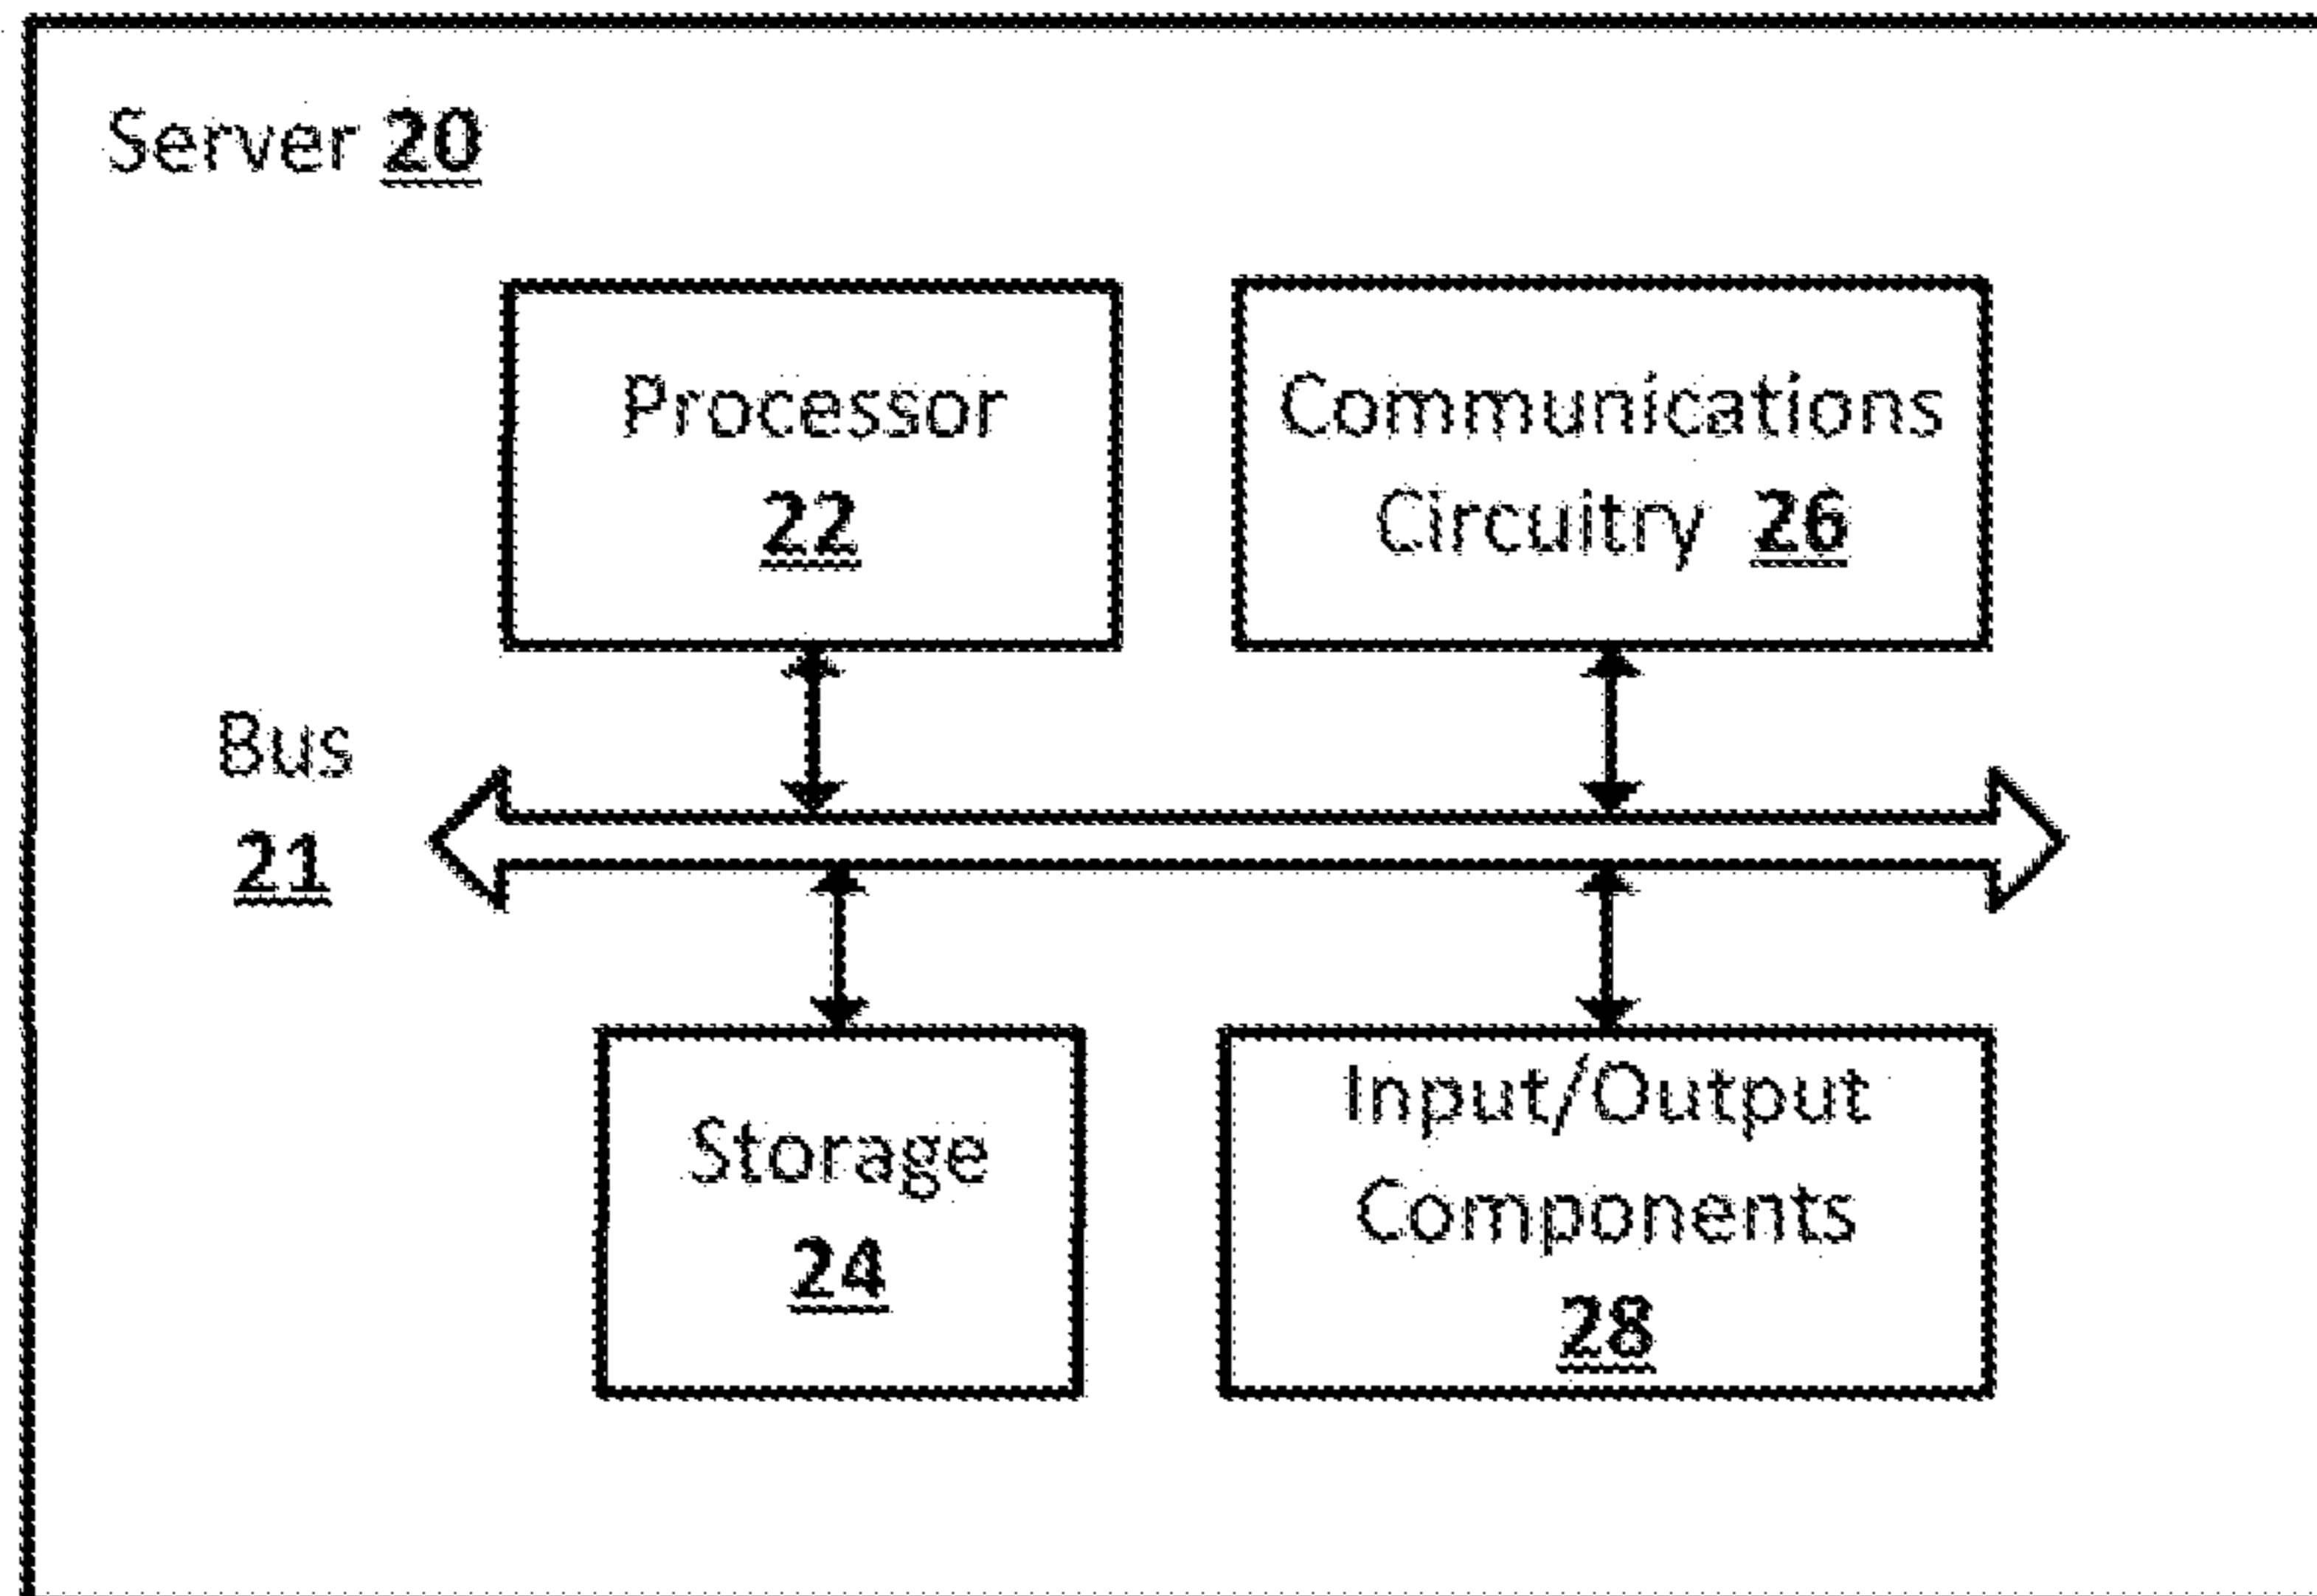 Server 20
Processor
22
Communications
Circuitry 26
Bus
21
Storage
24
Input/Output
Components
28